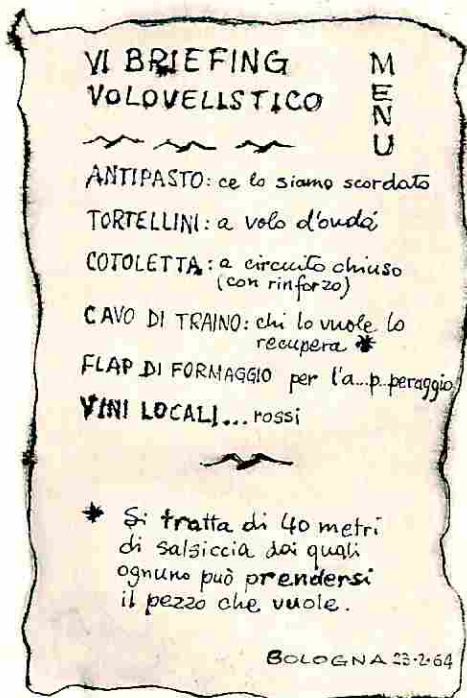 VI BRIEFING
VOLOVELISTICO
MENU
ANTIPASTO: ce lo siamo scordato
TORTELLINI: a volo d'onda
COTOLETTA: a circuito chiuso
(con rinforzo)
CAVO DI TRAINO: chi lo vuole lo
recupera *
FLAP DI FORMAGGIO per l'a...p..peraggio
VINI LOCALI... rossi
* Si tratta di 40 metri
di salsiccia dai quali
ognuno può prendersi
il pezzo che vuole.
BOLOGNA 23-2-64